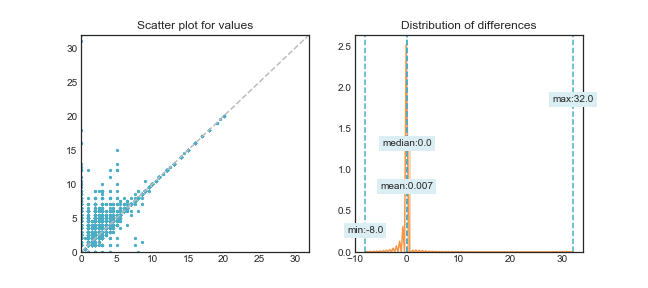 Scatter plot for values
30
25
20
15
10
5
0
0 5 10 15 20 25 30
Distribution of differences
2.5
2.0
1.5
1.0
0.5
0.0
−10 0 10 20 30
max:32.0
median:0.0
mean:0.007
min:-8.0